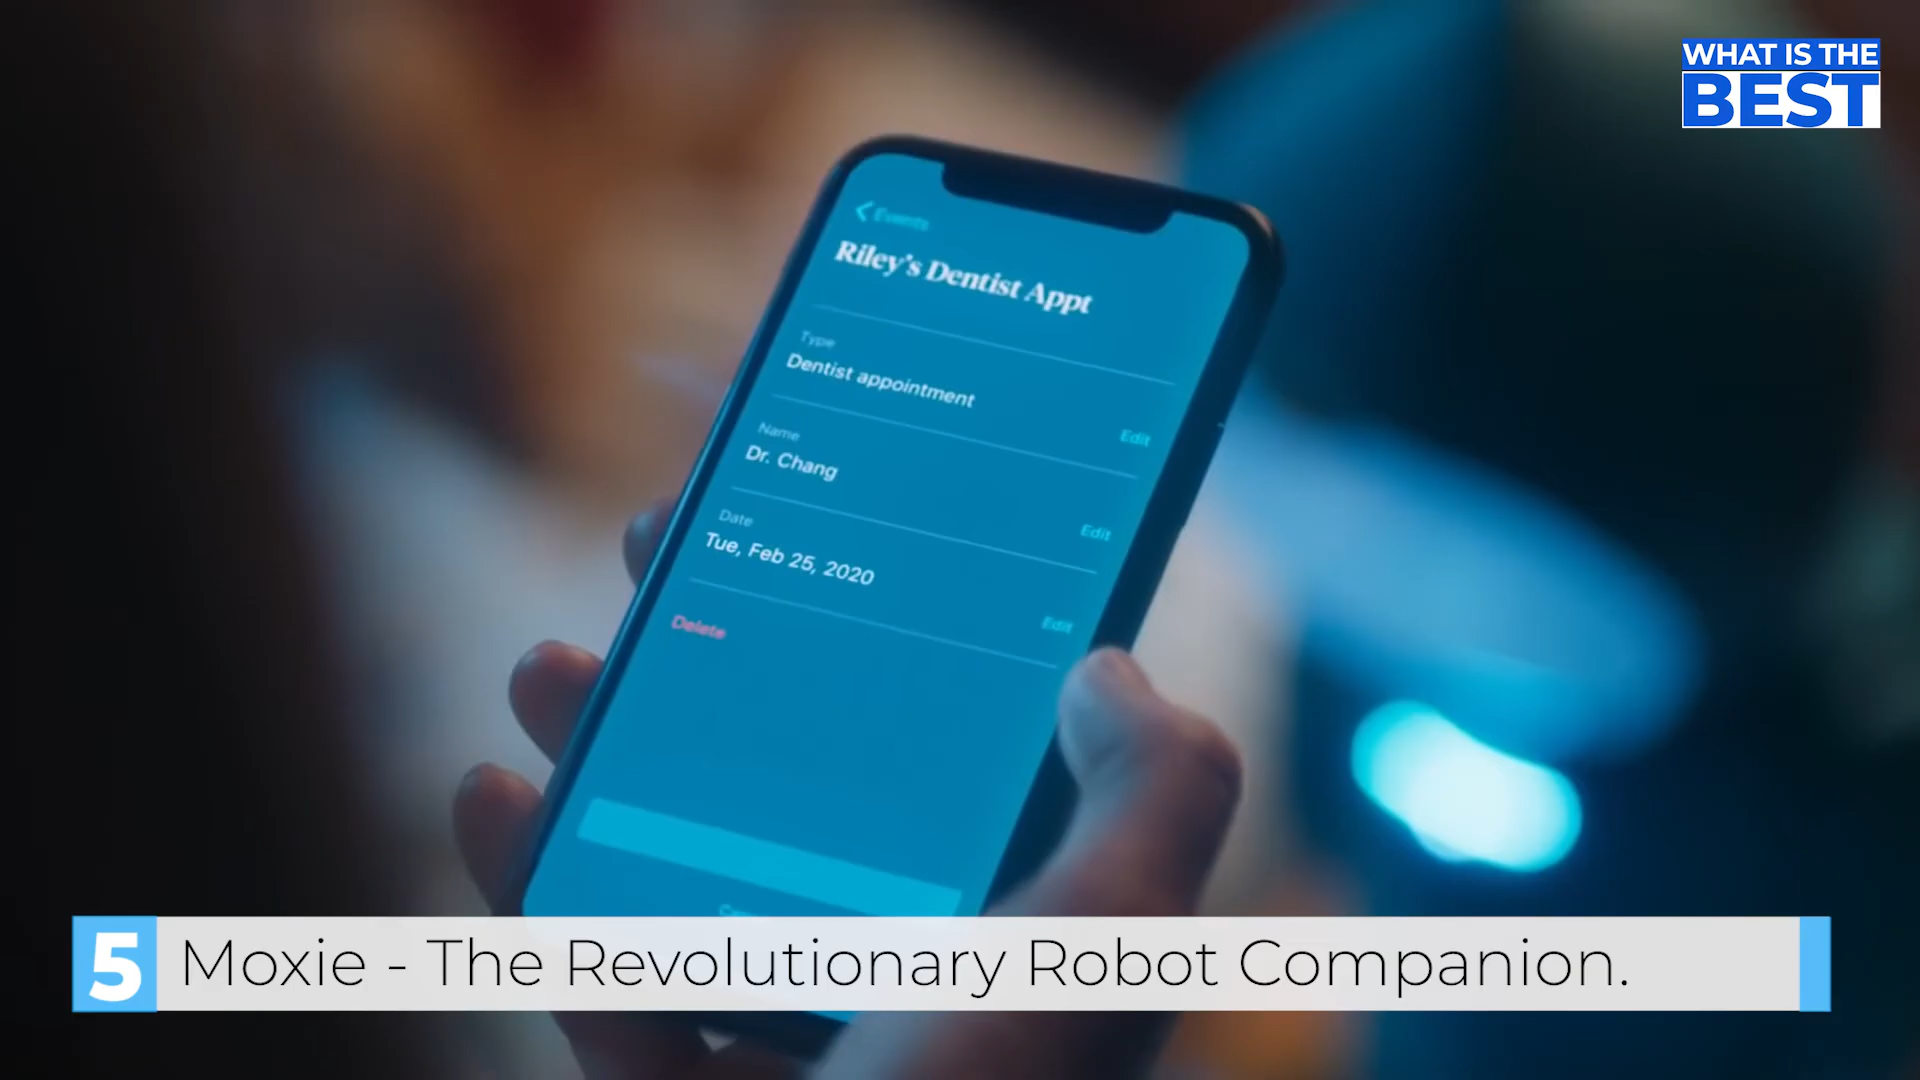 WHAT IS THE
BEST
Events
Riley's Dentist Appt
Type
Dentist appointment
Edit
Name
Dr. Chang
Edit
Date
Tue, Feb 25, 2020
Edit
Delete
5 Moxie - The Revolutionary Robot Companion.